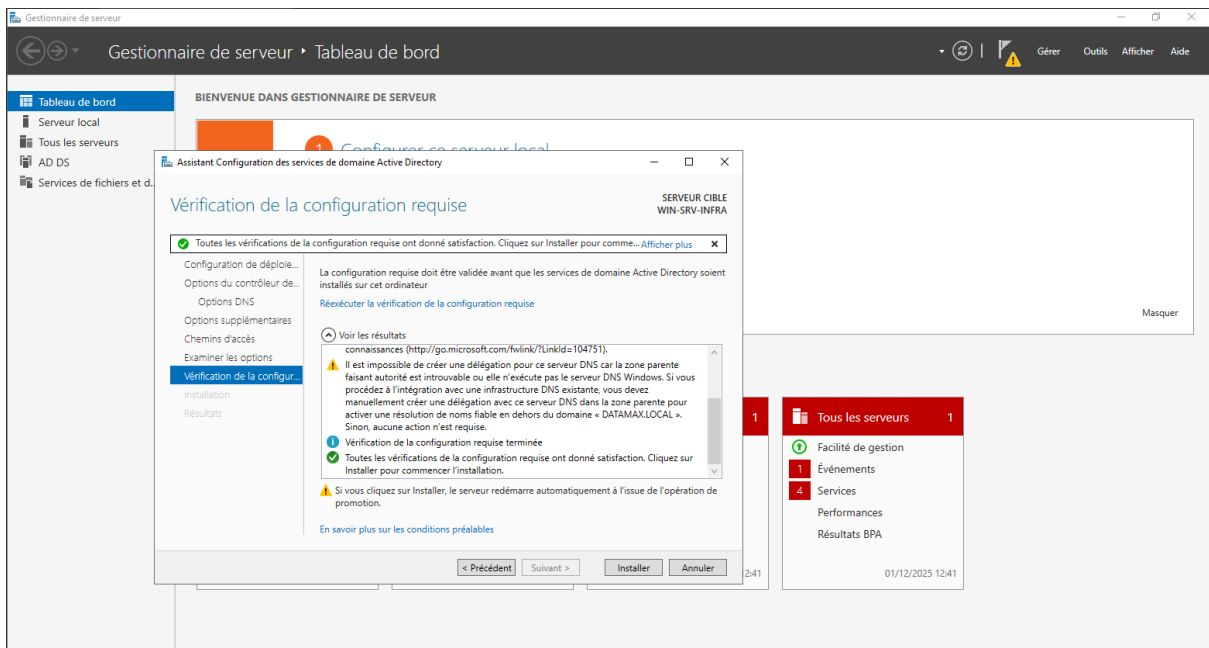 Gestionnaire de serveur
Gestionnaire de serveur ‣ Tableau de bord
Gérer Outils Afficher Aide
Tableau de bord
Serveur local
Tous les serveurs
AD DS
Services de fichiers et d...
BIENVENUE DANS GESTIONNAIRE DE SERVEUR
1 Configurer ce serveur local
Masquer
Assistant Configuration des services de domaine Active Directory
Vérification de la configuration requise
SERVEUR CIBLE
WIN-SRV-INFRA
Toutes les vérifications de la configuration requise ont donné satisfaction. Cliquez sur Installer pour comme... Afficher plus
Configuration de déploie...
Options du contrôleur de...
Options DNS
Options supplémentaires
Chemins d'accès
Examiner les options
Vérification de la configur...
Installation
Résultats
La configuration requise doit être validée avant que les services de domaine Active Directory soient
installés sur cet ordinateur
Réexécuter la vérification de la configuration requise
Voir les résultats
connaissances (http://go.microsoft.com/fwlink/?LinkId=104751).
Il est impossible de créer une délégation pour ce serveur DNS car la zone parente
faisant autorité est introuvable ou elle n'exécute pas le serveur DNS Windows. Si vous
procédez à l'intégration avec une infrastructure DNS existante, vous devez
manuellement créer une délégation avec ce serveur DNS dans la zone parente pour
activer une résolution de noms fiable en dehors du domaine « DATAMAX.LOCAL ».
Sinon, aucune action n'est requise.
Vérification de la configuration requise terminée
Toutes les vérifications de la configuration requise ont donné satisfaction. Cliquez sur
Installer pour commencer l'installation.
Si vous cliquez sur Installer, le serveur redémarre automatiquement à l'issue de l'opération de
promotion.
En savoir plus sur les conditions préalables
< Précédent Suivant > Installer Annuler
1
2:41
Tous les serveurs 1
Facilité de gestion
1 Événements
4 Services
Performances
Résultats BPA
01/12/2025 12:41